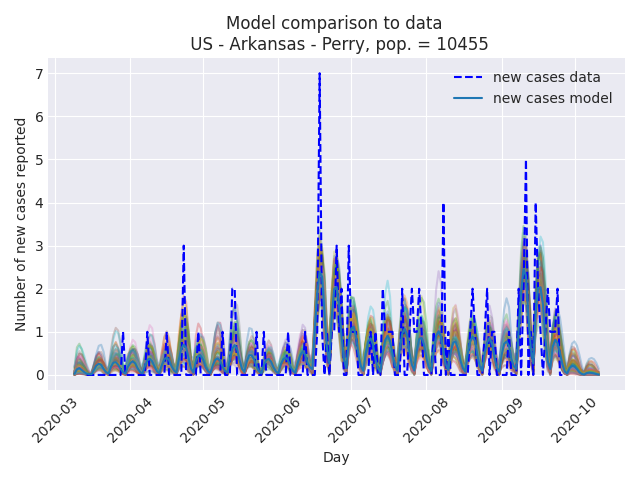 Model comparison to data
US - Arkansas - Perry, pop. = 10455
new cases data
new cases model
Number of new cases reported
7
6
5
4
3
2
1
0
2020-03
2020-04
2020-05
2020-06
2020-07
2020-08
2020-09
2020-10
Day